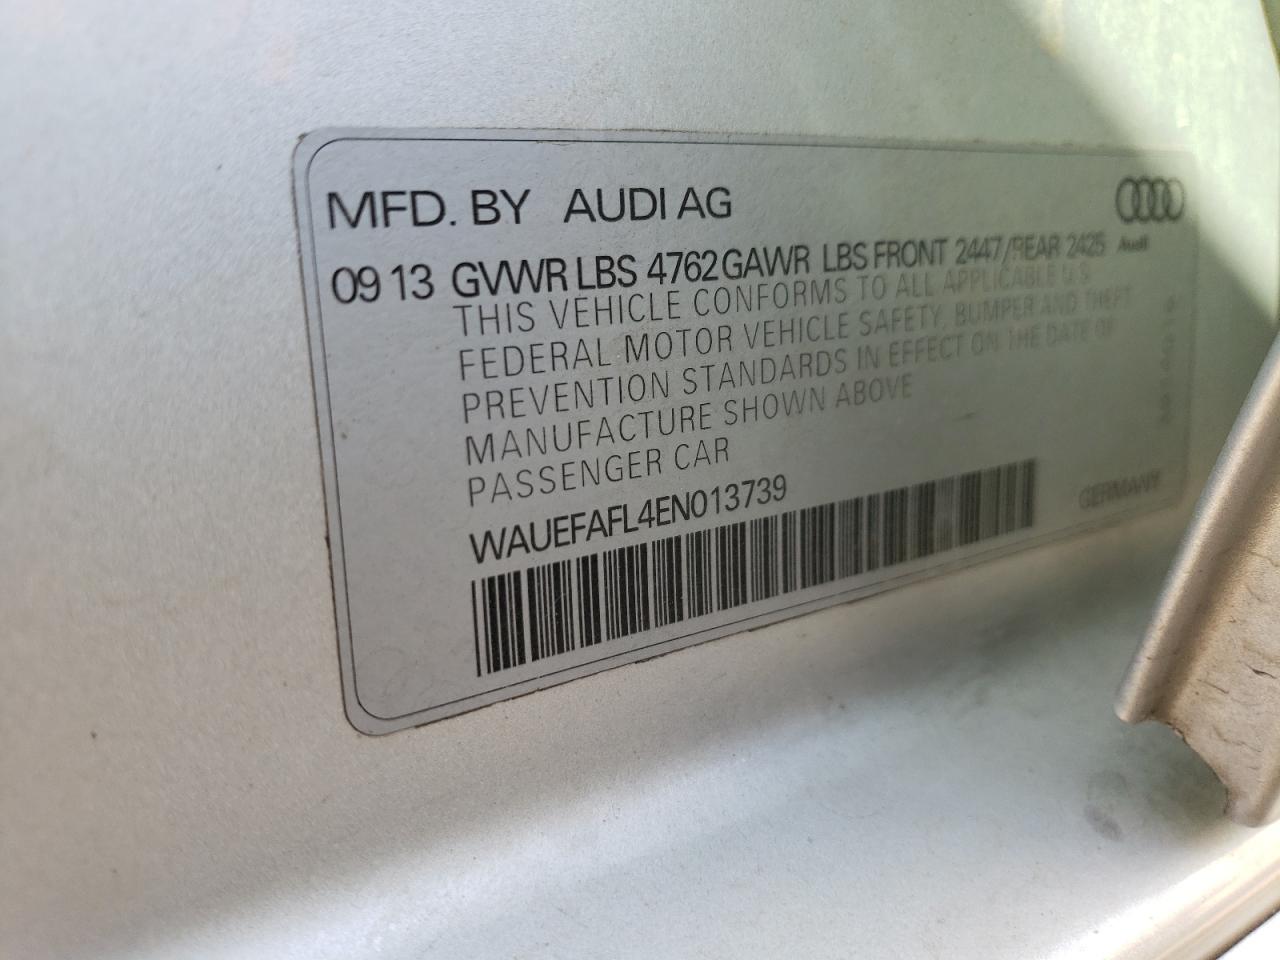 MFD. BY AUDI AG
Audi
09 13 GVWR LBS 4762 GAWR LBS FRONT 2447/REAR 2425
THIS VEHICLE CONFORMS TO ALL APPLICABLE U.S.
FEDERAL MOTOR VEHICLE SAFETY, BUMPER AND THEFT
PREVENTION STANDARDS IN EFFECT ON THE DATE OF
MANUFACTURE SHOWN ABOVE
PASSENGER CAR
WAUEFAFL4EN013739
GERMANY